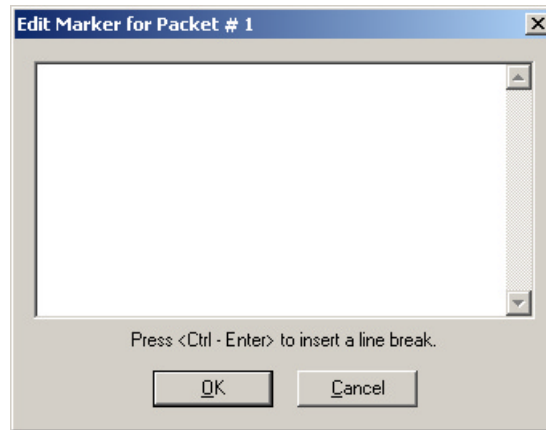 Edit Marker for Packet # 1
Press <Ctrl - Enter> to insert a line break.
OK
Cancel